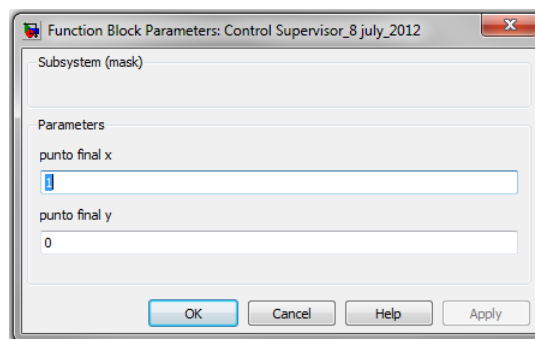 Function Block Parameters: Control Supervisor_8 july_2012
Subsystem (mask)
Parameters
punto final x
1
punto final y
0
OK Cancel Help Apply